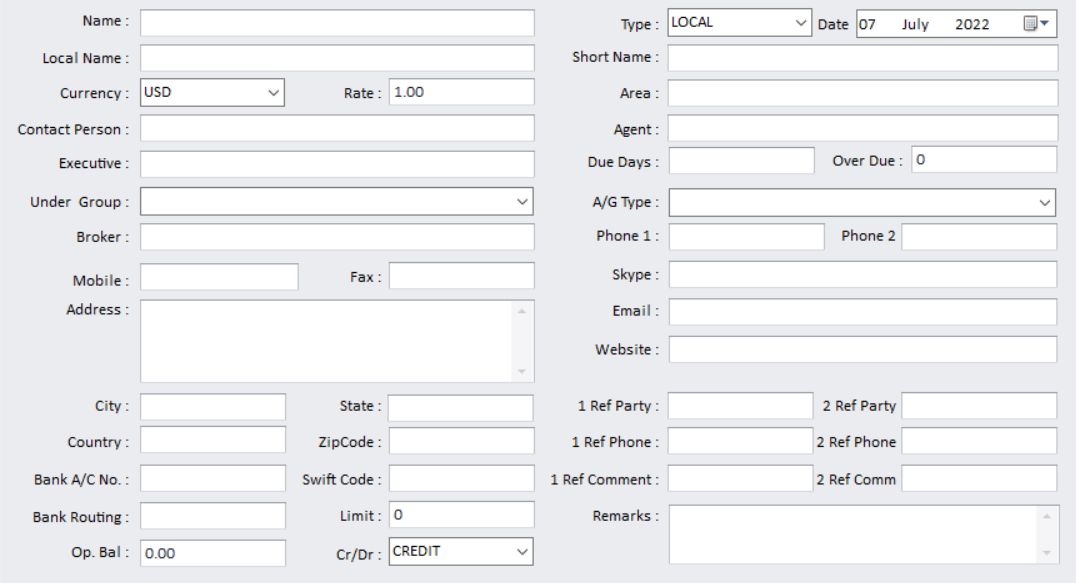 Name : Type : LOCAL Date 07 July 2022
Local Name : Short Name :
Currency : USD Rate : 1.00 Area :
Contact Person : Agent :
Executive : Due Days : Over Due : 0
Under Group : A/G Type :
Broker : Phone 1 : Phone 2
Mobile : Fax : Skype :
Address : Email :
Website :
City : State : 1 Ref Party : 2 Ref Party
Country : ZipCode : 1 Ref Phone : 2 Ref Phone
Bank A/C No. : Swift Code : 1 Ref Comment : 2 Ref Comm
Bank Routing : Limit : 0 Remarks :
Op. Bal : 0.00 Cr/Dr : CREDIT